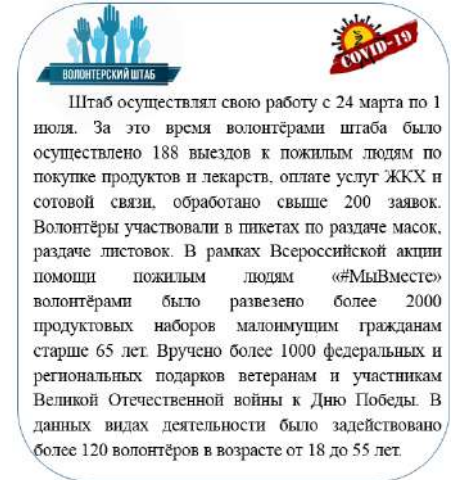 ВОЛОНТЕРСКИЙ ШТАБ
COVID-19
Штаб осуществлял свою работу с 24 марта по 1
июля. За это время волонтёрами штаба было
осуществлено 188 выездов к пожилым людям по
покупке продуктов и лекарств, оплате услуг ЖКХ и
сотовой связи, обработано свыше 200 заявок.
Волонтёры участвовали в пикетах по раздаче масок,
раздаче листовок. В рамках Всероссийской акции
помощи пожилым людям «#МыВместе»
волонтёрами было развезено более 2000
продуктовых наборов малоимущим гражданам
старше 65 лет. Вручено более 1000 федеральных и
региональных подарков ветеранам и участникам
Великой Отечественной войны к Дню Победы. В
данных видах деятельности было задействовано
более 120 волонтёров в возрасте от 18 до 55 лет.